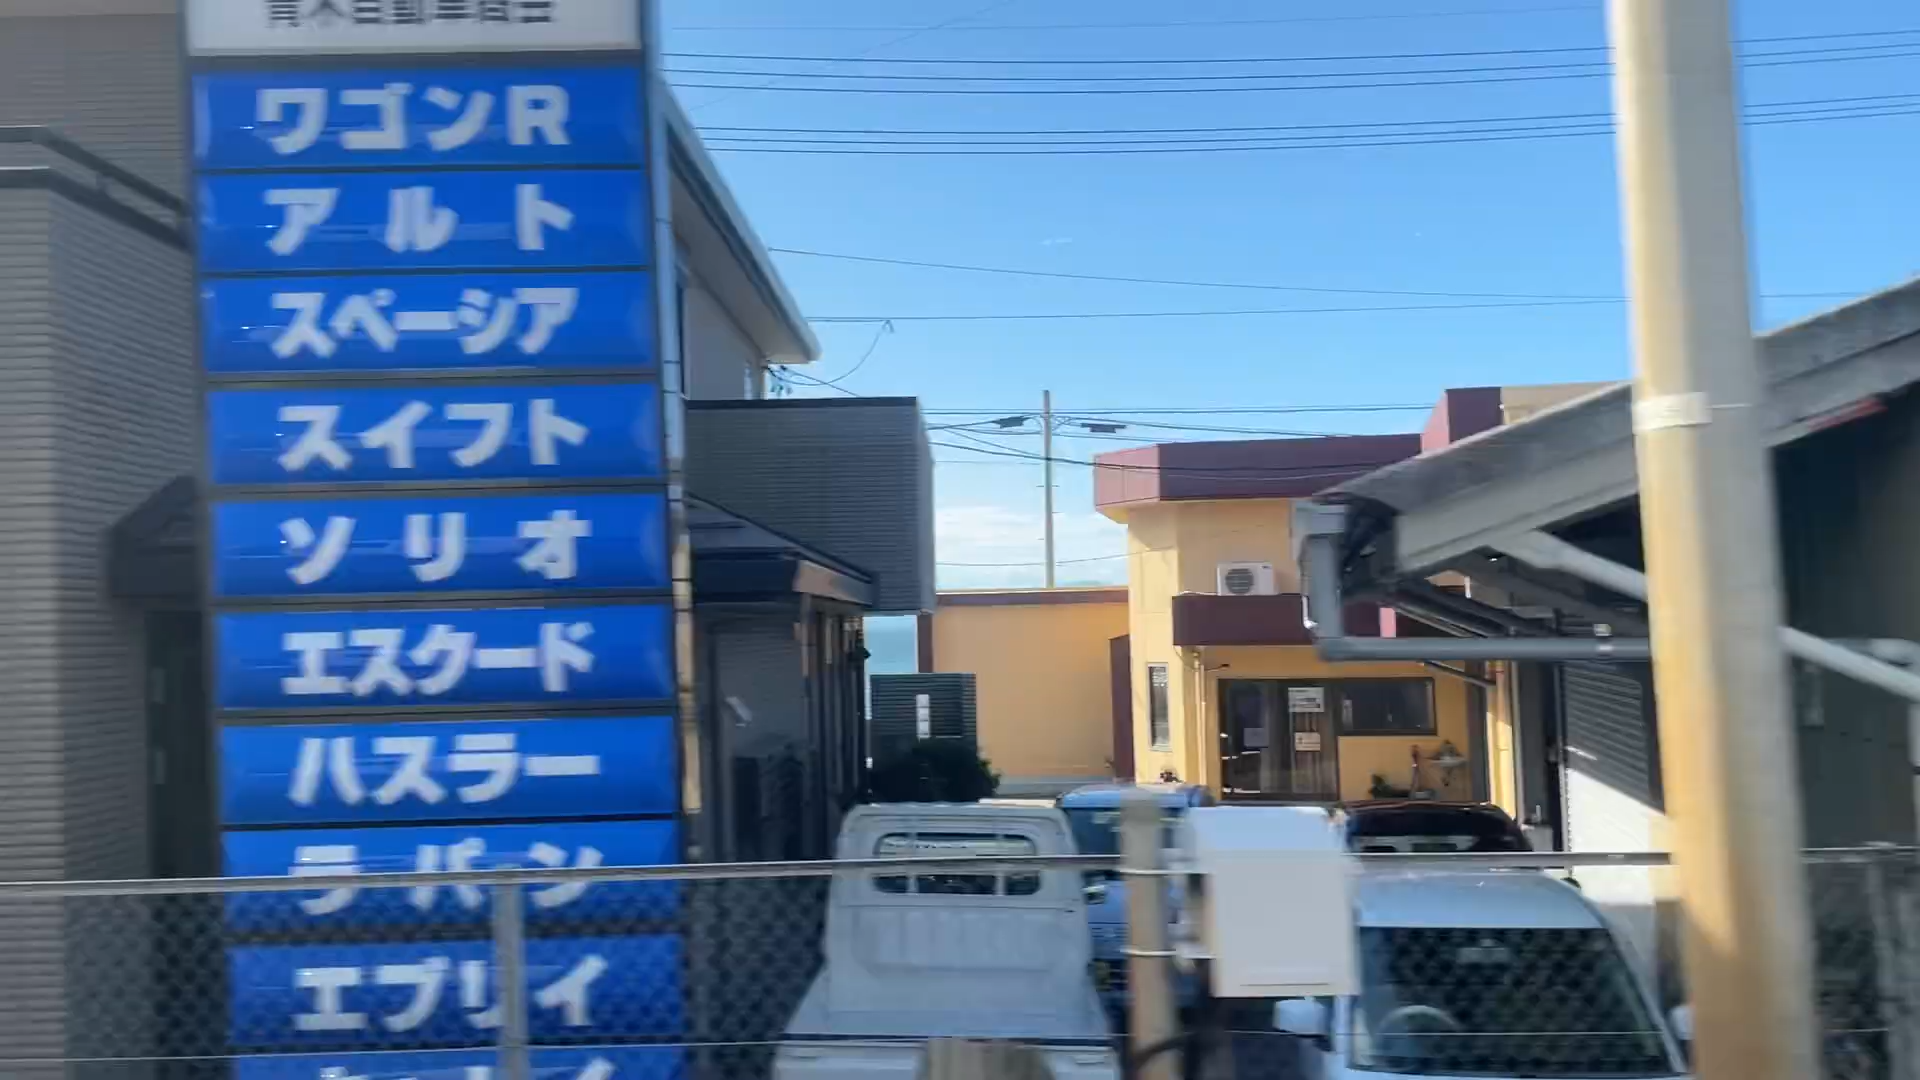 ワゴンR
アルト
スペーシア
スイフト
ソリオ
エスクード
ハスラー
ラパン
エブリイ